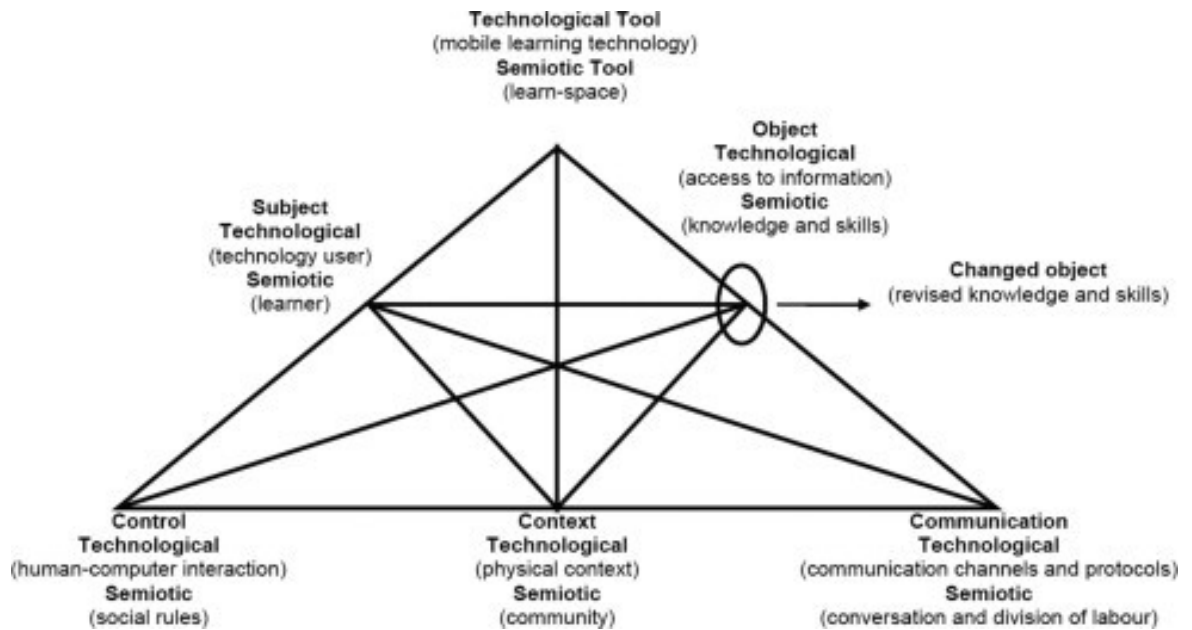 Technological Tool
(mobile learning technology)
Semiotic Tool
(learn-space)
Object
Technological
(access to information)
Semiotic
(knowledge and skills)
Subject
Technological
(technology user)
Semiotic
(learner)
Changed object
(revised knowledge and skills)
Control
Technological
(human-computer interaction)
Semiotic
(social rules)
Context
Technological
(physical context)
Semiotic
(community)
Communication
Technological
(communication channels and protocols)
Semiotic
(conversation and division of labour)